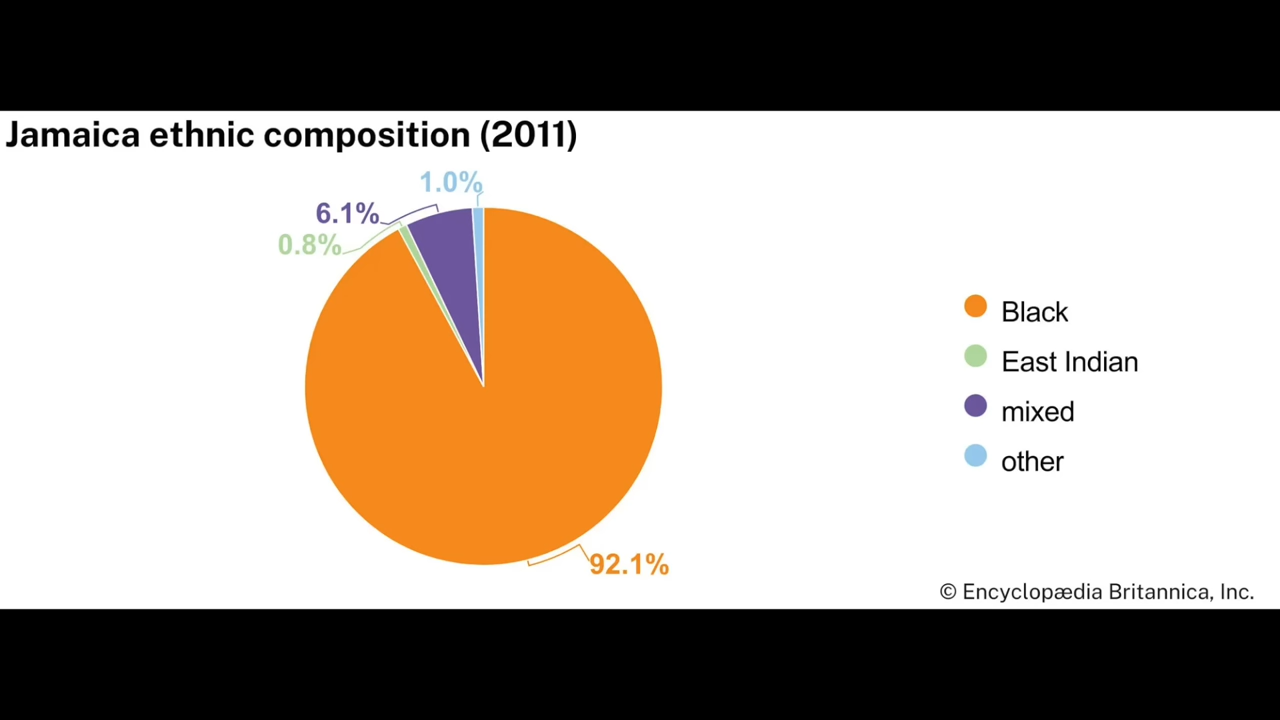 Jamaica ethnic composition (2011)
1.0%
6.1%
0.8%
Black
East Indian
mixed
other
92.1%
© Encyclopædia Britannica, Inc.